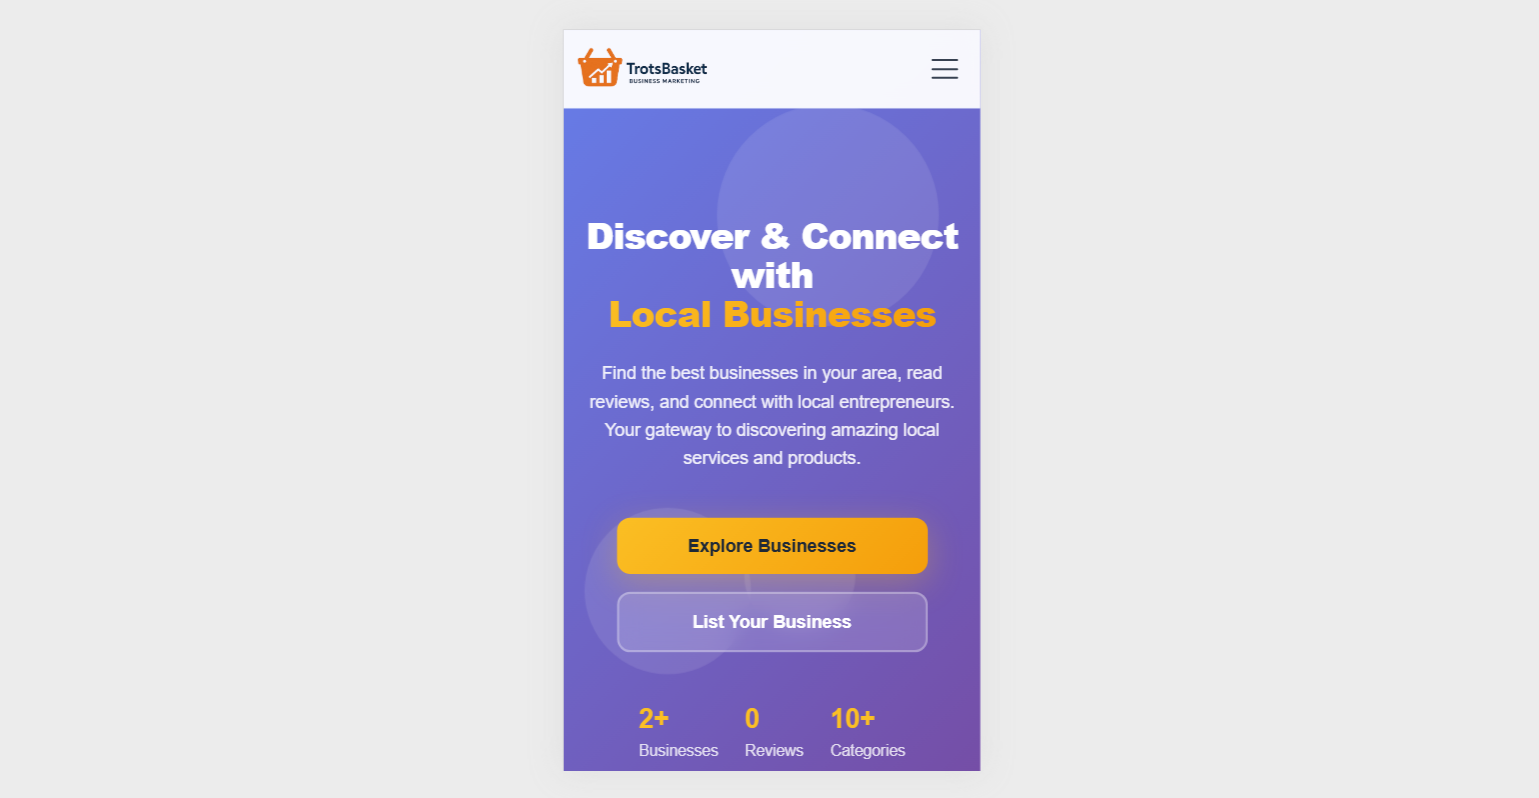 TrotsBasket
BUSINESS MARKETING
Discover & Connect
with
Local Businesses
Find the best businesses in your area, read
reviews, and connect with local entrepreneurs.
Your gateway to discovering amazing local
services and products.
Explore Businesses
List Your Business
2+ 0 10+
Businesses Reviews Categories